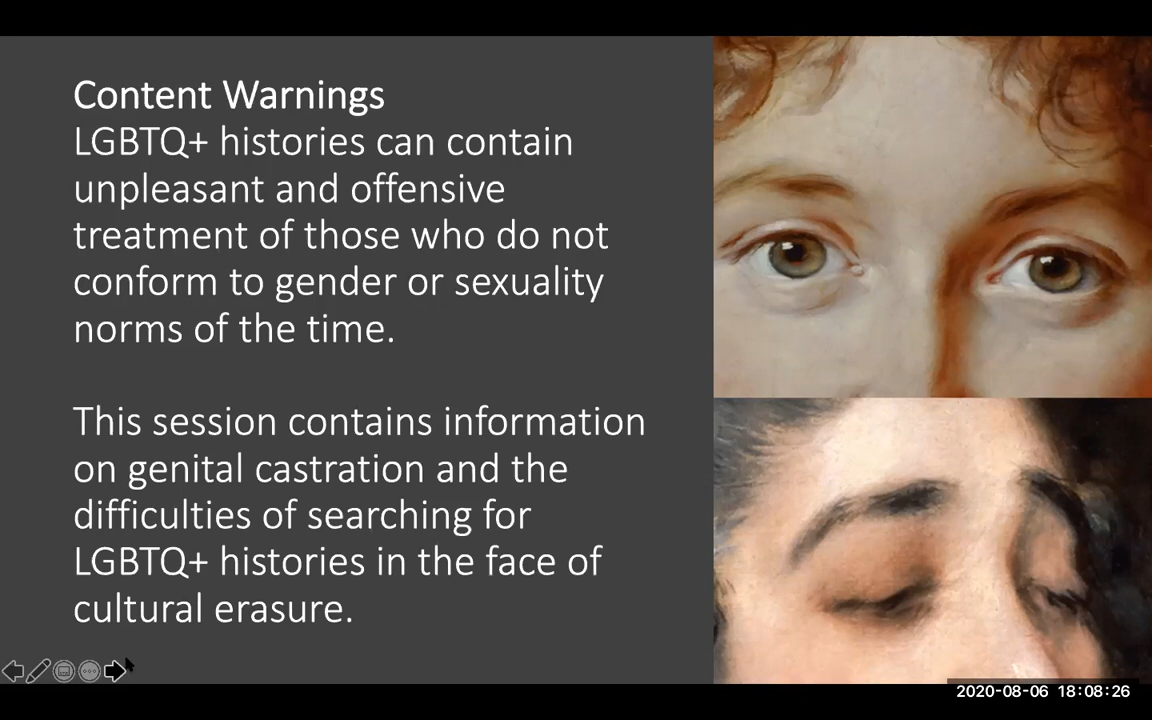 Content Warnings
LGBTQ+ histories can contain
unpleasant and offensive
treatment of those who do not
conform to gender or sexuality
norms of the time.
This session contains information
on genital castration and the
difficulties of searching for
LGBTQ+ histories in the face of
cultural erasure.
2020-08-06 18:08:26